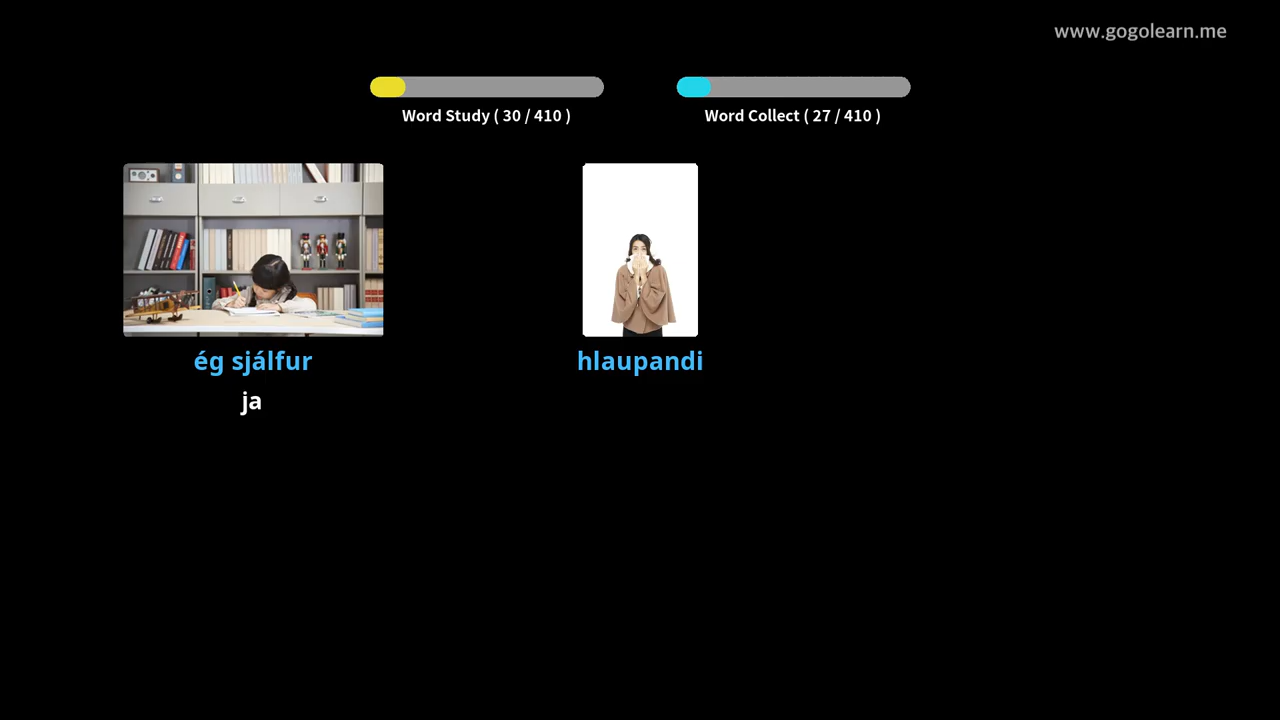 www.gogolearn.me
Word Study ( 30 / 410 )
Word Collect ( 27 / 410 )
ég sjálfur
ja
hlaupandi